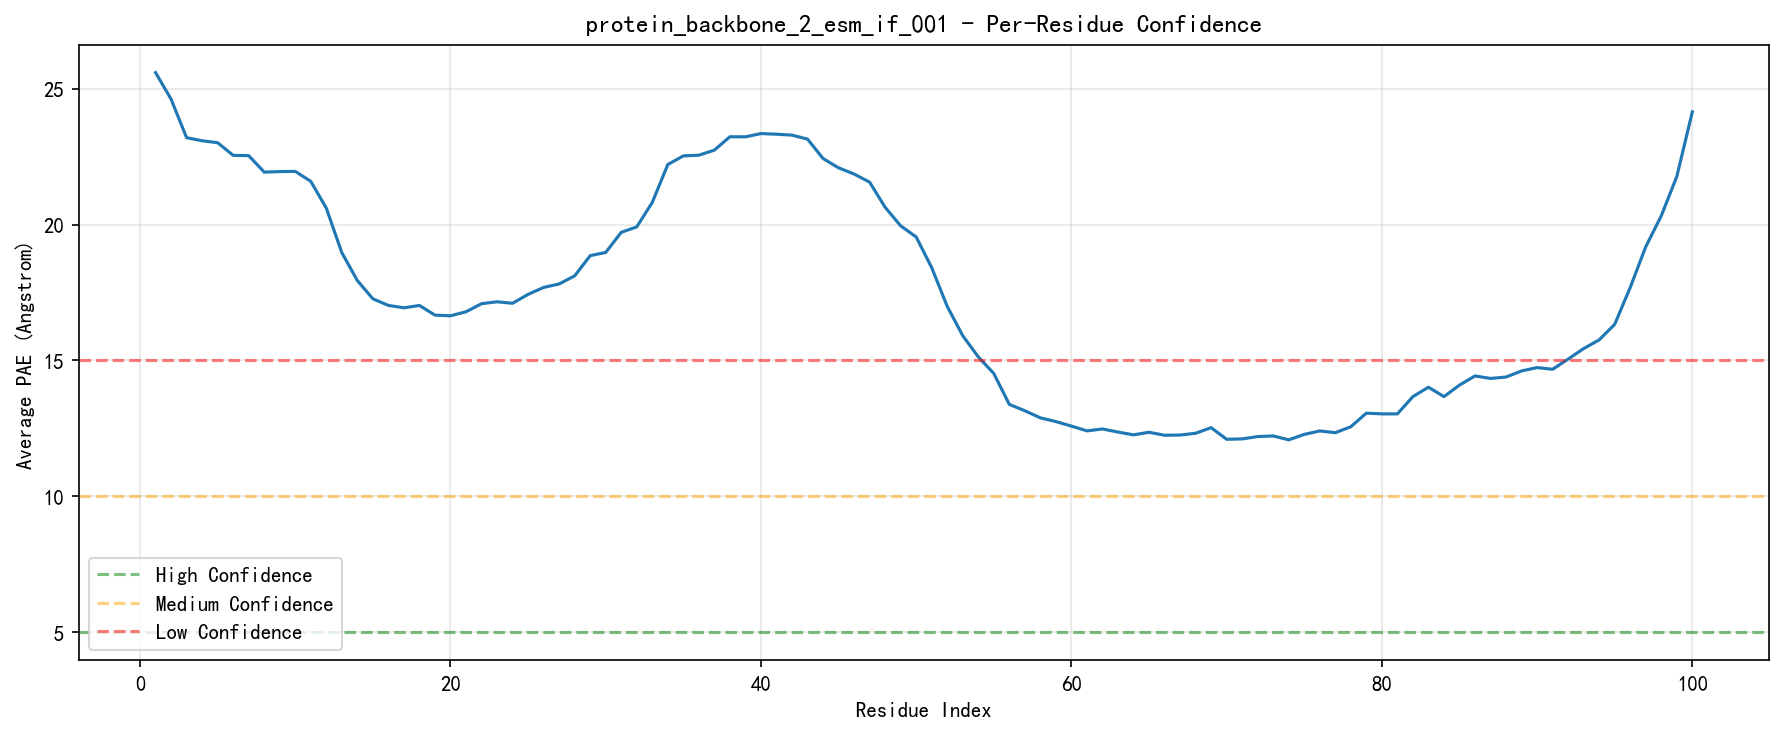 protein_backbone_2_esm_if_001 - Per-Residue Confidence
Average PAE (Angstrom)
25
20
15
10
5
High Confidence
Medium Confidence
Low Confidence
0 20 40 60 80 100
Residue Index